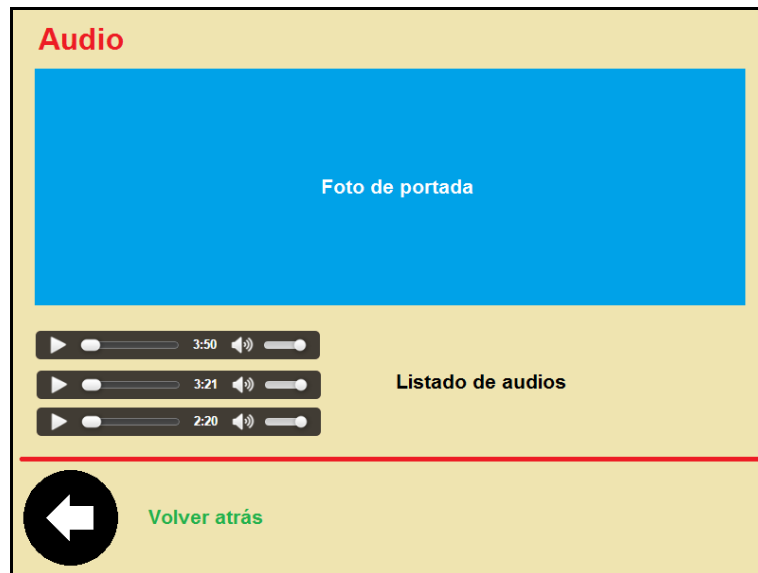 Audio
Foto de portada
3:50
3:21
Listado de audios
2:20
Volver atrás